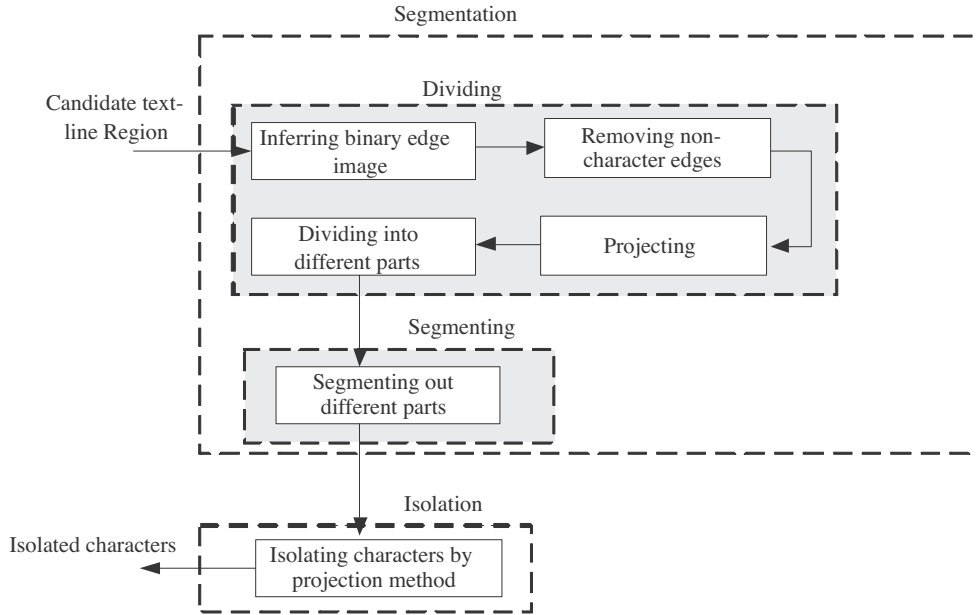 Segmentation
Dividing
Candidate text-
line Region
Inferring binary edge
image
Removing non-
character edges
Dividing into
different parts
Projecting
Segmenting
Segmenting out
different parts
Isolation
Isolated characters
Isolating characters by
projection method